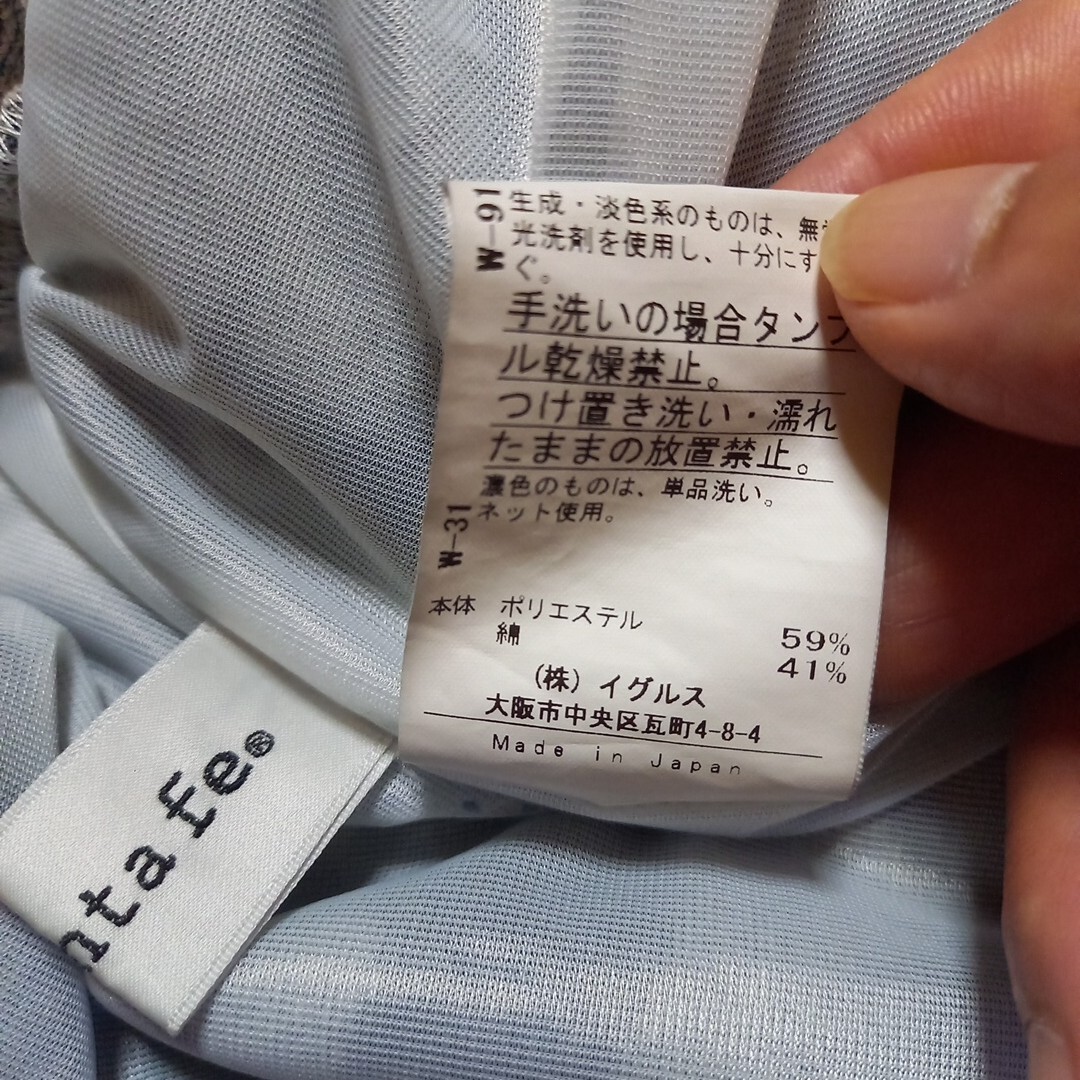 W-91
生成・淡色系のものは、無
光洗剤を使用し、十分にす
ぐ。
手洗いの場合タンブ
ル乾燥禁止。
つけ置き洗い・濡れ
たままの放置禁止。
濃色のものは、単品洗い。
ネット使用。
W-31
本体 ポリエステル 59%
綿 41%
(株)イグルス
大阪市中央区瓦町4-8-4
Made in Japan
ntafe®